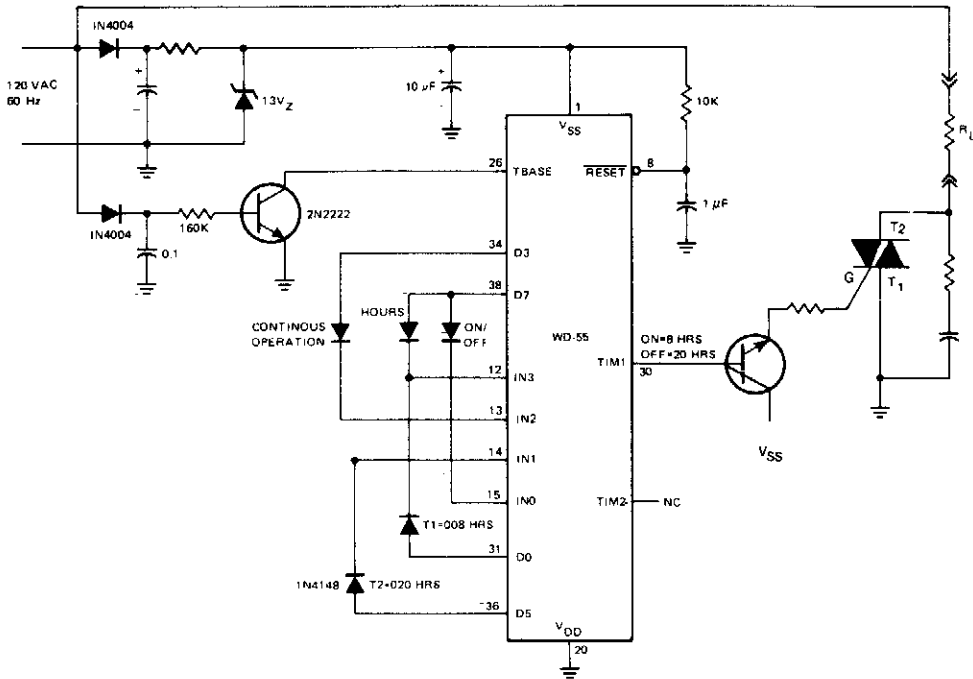 IN4004
120 VAC
60 Hz
+
−
13VZ
+
10 µF
-
10K
1
VSS
RL
26
TBASE
RESET
8
1 µF
IN4004
160K
2N2222
0.1
34
D3
T2
G
T1
38
D7
HOURS
ON/
OFF
CONTINOUS
OPERATION
WD-55
ON=8 HRS
OFF=20 HRS
TIM1
30
12
IN3
13
IN2
VSS
14
IN1
15
IN0
TIM2
NC
T1=008 HRS
31
D0
1N4148
T2=020 HRS
36
D5
VDD
20